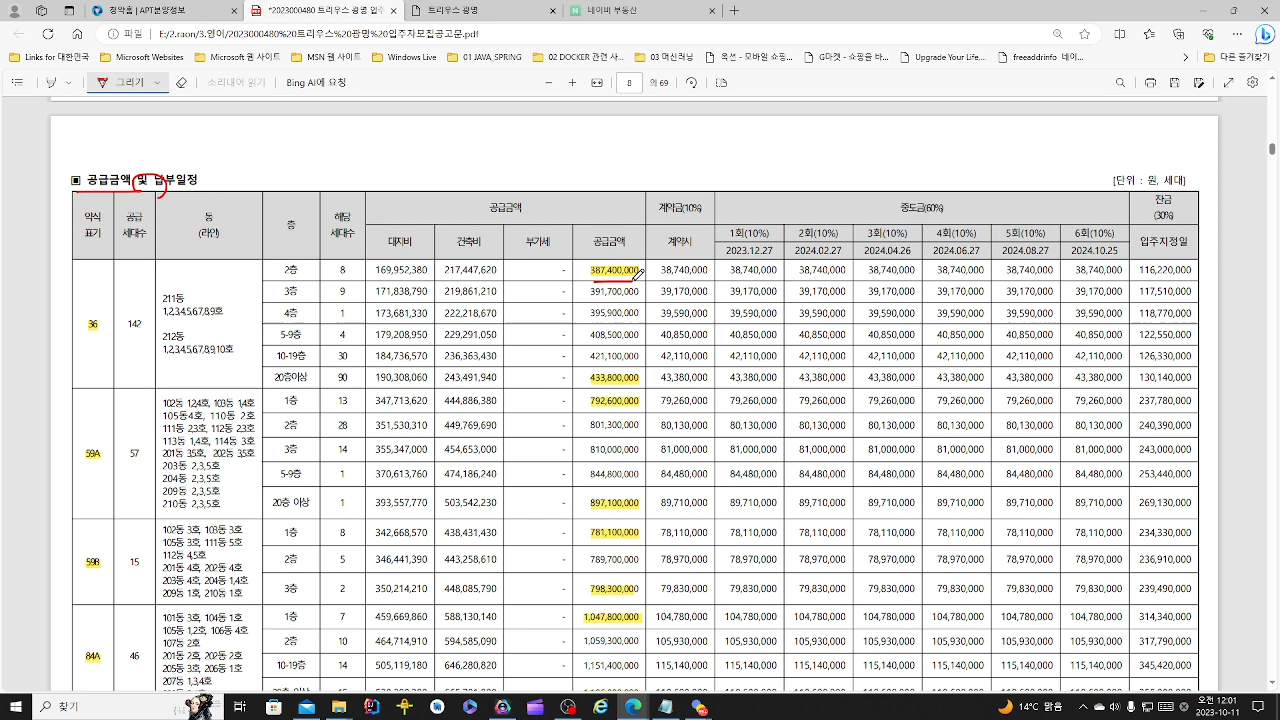 청약홈 | APT분양정보
*2023000480 트리우스 광명 입주
트리우스 광명
네이버 부동산
파일 E:/2.raon/3.영어/2023000480%20트리우스%20광명%20입주자모집공고문.pdf
Links for 대한민국 Microsoft Websites Microsoft 웹 사이트 MSN 웹 사이트 Windows Live 01 JAVA_SPRING 02 DOCKER 관련 사... 03 머신러닝 옥션 - 모바일 쇼핑... G마켓 - 쇼핑을 바... Upgrade Your Life,... freeaddrinfo 네이... 다른 즐겨찾기
그리기 소리내어 읽기 Bing AI에 요청 8 의 69
▣ 공급금액 및 납부일정 [단위 : 원, 세대]
약식표기 공급세대수 동(라인) 층 해당세대수 공급금액 계약금(10%) 중도금(60%) 잔금(30%)
대지비 건축비 부가세 공급금액 계약시 1회(10%) 2회(10%) 3회(10%) 4회(10%) 5회(10%) 6회(10%) 입주지정일
2023.12.27 2024.02.27 2024.04.26 2024.06.27 2024.08.27 2024.10.25
36 142
211동
1,2,3,4,5,6,7,8,9호
212동
1,2,3,4,5,6,7,8,9,10호
2층 8 169,952,380 217,447,620 - 387,400,000 38,740,000 38,740,000 38,740,000 38,740,000 38,740,000 38,740,000 38,740,000 116,220,000
3층 9 171,838,790 219,861,210 - 391,700,000 39,170,000 39,170,000 39,170,000 39,170,000 39,170,000 39,170,000 39,170,000 117,510,000
4층 1 173,681,330 222,218,670 - 395,900,000 39,590,000 39,590,000 39,590,000 39,590,000 39,590,000 39,590,000 39,590,000 118,770,000
5-9층 4 179,208,950 229,291,050 - 408,500,000 40,850,000 40,850,000 40,850,000 40,850,000 40,850,000 40,850,000 40,850,000 122,550,000
10-19층 30 184,736,570 236,363,430 - 421,100,000 42,110,000 42,110,000 42,110,000 42,110,000 42,110,000 42,110,000 42,110,000 126,330,000
20층이상 90 190,308,060 243,491,940 - 433,800,000 43,380,000 43,380,000 43,380,000 43,380,000 43,380,000 43,380,000 43,380,000 130,140,000
59A 57
102동 1,2,4호, 103동 1,4호
105동4호, 110동 2호
111동 2,3호, 112동 2,3호
113동 1,4호, 114동 3호
201동 3,5호, 202동 3,5호
203동 2,3,5호
204동 2,3,5호
209동 2,3,5호
210동 2,3,5호
1층 13 347,713,620 444,886,380 - 792,600,000 79,260,000 79,260,000 79,260,000 79,260,000 79,260,000 79,260,000 79,260,000 237,780,000
2층 28 351,530,310 449,769,690 - 801,300,000 80,130,000 80,130,000 80,130,000 80,130,000 80,130,000 80,130,000 80,130,000 240,390,000
3층 14 355,347,000 454,653,000 - 810,000,000 81,000,000 81,000,000 81,000,000 81,000,000 81,000,000 81,000,000 81,000,000 243,000,000
5-9층 1 370,613,760 474,186,240 - 844,800,000 84,480,000 84,480,000 84,480,000 84,480,000 84,480,000 84,480,000 84,480,000 253,440,000
20층 이상 1 393,557,770 503,542,230 - 897,100,000 89,710,000 89,710,000 89,710,000 89,710,000 89,710,000 89,710,000 89,710,000 269,130,000
59B 15
102동 3호, 103동 3호
105동 3호, 111동 5호
112동 4,5호
201동 4호, 202동 4호
203동 4호, 204동 1,4호
209동 1호, 210동 1호
1층 8 342,668,570 438,431,430 - 781,100,000 78,110,000 78,110,000 78,110,000 78,110,000 78,110,000 78,110,000 78,110,000 234,330,000
2층 5 346,441,390 443,258,610 - 789,700,000 78,970,000 78,970,000 78,970,000 78,970,000 78,970,000 78,970,000 78,970,000 236,910,000
3층 2 350,214,210 448,085,790 - 798,300,000 79,830,000 79,830,000 79,830,000 79,830,000 79,830,000 79,830,000 79,830,000 239,490,000
84A 46
101동 3호, 104동 1호
105동 1,2호, 106동 4호
107동 2호
201동 2호, 202동 2호
205동 3호, 206동 1호
207동 1,3,4호
1층 7 459,669,860 588,130,140 - 1,047,800,000 104,780,000 104,780,000 104,780,000 104,780,000 104,780,000 104,780,000 104,780,000 314,340,000
2층 10 464,714,910 594,585,090 - 1,059,300,000 105,930,000 105,930,000 105,930,000 105,930,000 105,930,000 105,930,000 105,930,000 317,790,000
10-19층 14 505,119,180 646,280,820 - 1,151,400,000 115,140,000 115,140,000 115,140,000 115,140,000 115,140,000 115,140,000 115,140,000 345,420,000
찾기 14°C 맑음 오전 12:01
2023-10-11